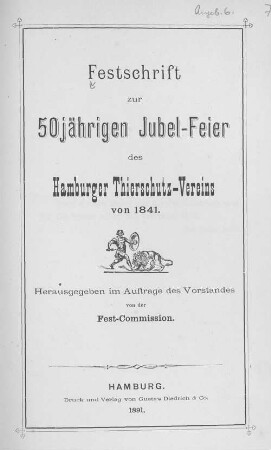 Festschrift
zur
50jährigen Jubel-Feier
des
Hamburger Thierschutz-Vereins
von 1841.
Herausgegeben im Auftrage des Vorstandes
von der
Fest-Commission.
HAMBURG.
Druck und Verlag von Gustav Diedrich & Co.
1891.